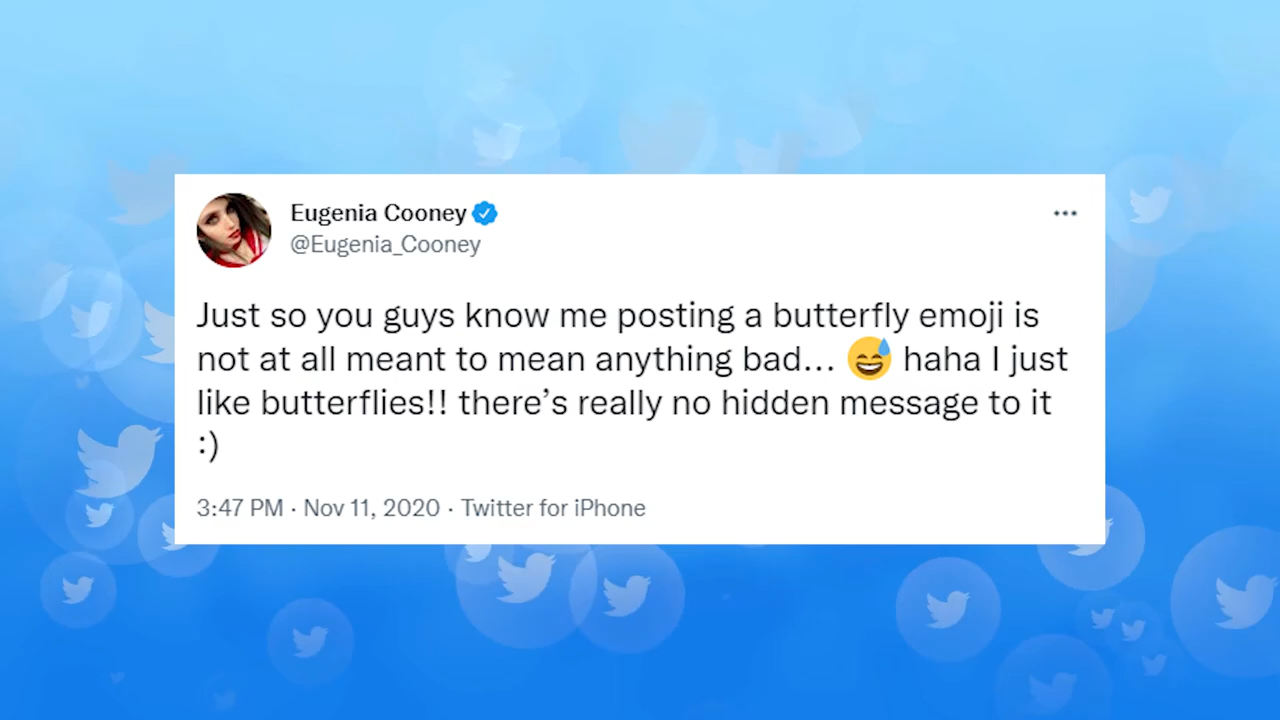 Eugenia Cooney
@Eugenia_Cooney
Just so you guys know me posting a butterfly emoji is
not at all meant to mean anything bad... 😅 haha I just
like butterflies!! there’s really no hidden message to it
:)
3:47 PM · Nov 11, 2020 · Twitter for iPhone